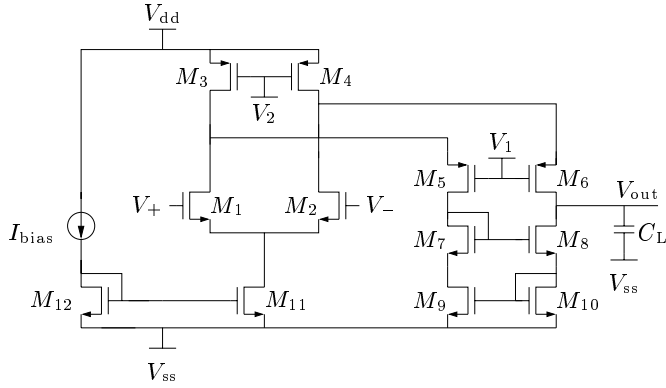 V_dd
M_3
M_4
V_2
V_1
M_5
M_6
V_+
M_1
M_2
V_−
V_out
I_bias
M_7
M_8
C_L
V_ss
M_12
M_11
M_9
M_10
V_ss